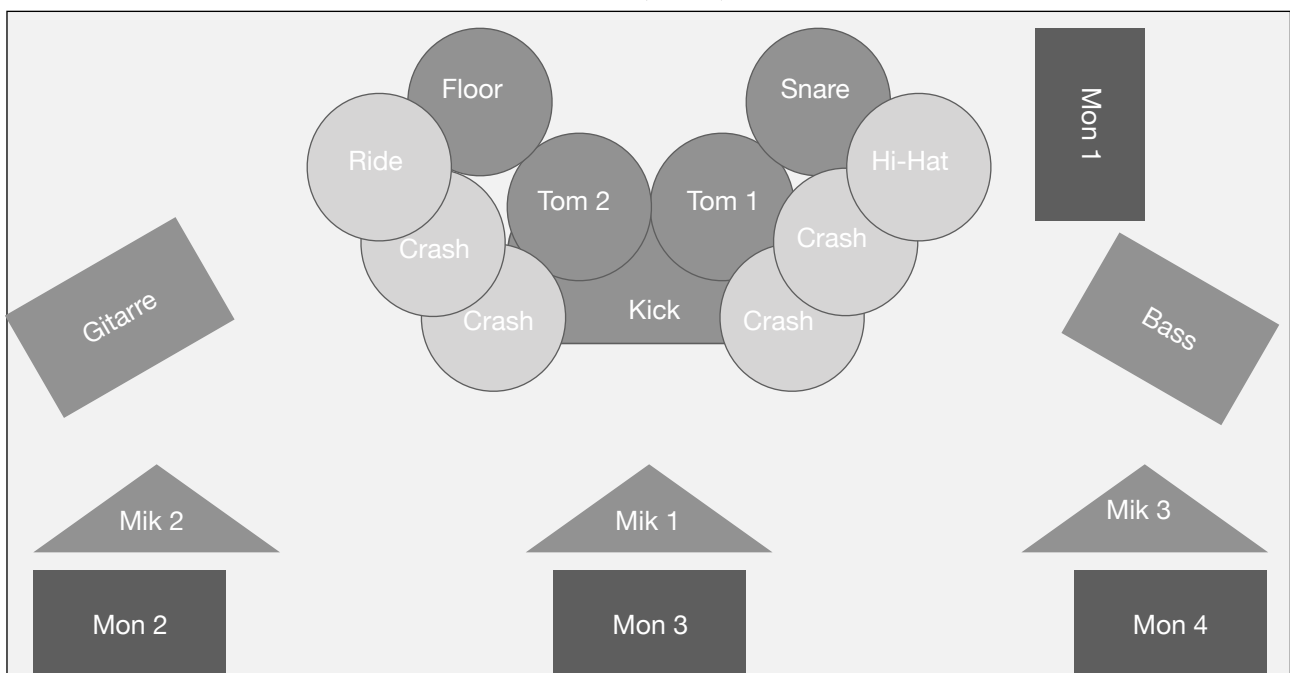 Floor
Snare
Mon 1
Ride
Hi-Hat
Tom 2
Tom 1
Crash
Crash
Gitarre
Crash
Kick
Crash
Bass
Mik 2
Mik 1
Mik 3
Mon 2
Mon 3
Mon 4